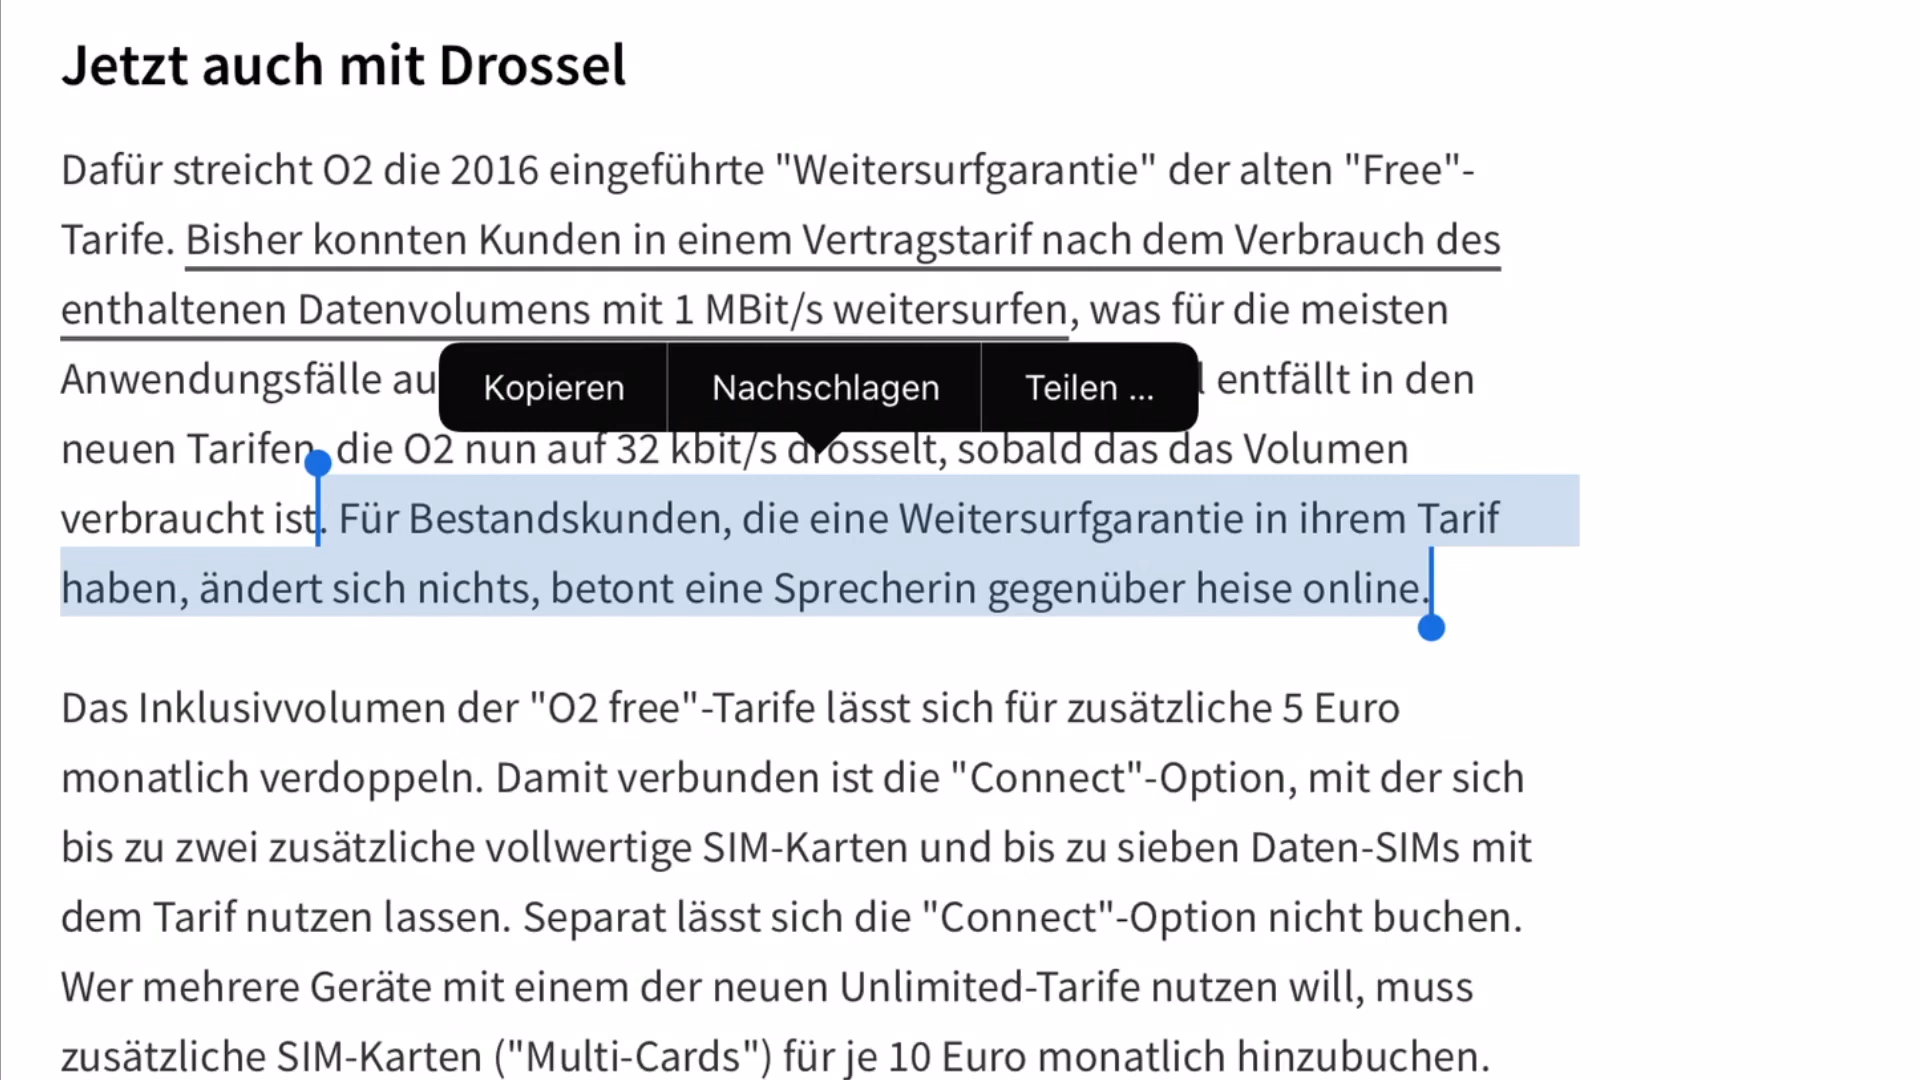 Jetzt auch mit Drossel
Dafür streicht O2 die 2016 eingeführte "Weitersurfgarantie" der alten "Free"-
Tarife. Bisher konnten Kunden in einem Vertragstarif nach dem Verbrauch des
enthaltenen Datenvolumens mit 1 MBit/s weitersurfen, was für die meisten
Anwendungsfälle entfällt in den
Kopieren Nachschlagen Teilen ...
neuen Tarifen, die O2 nun auf 32 kbit/s drosselt, sobald das das Volumen
verbraucht ist. Für Bestandskunden, die eine Weitersurfgarantie in ihrem Tarif
haben, ändert sich nichts, betont eine Sprecherin gegenüber heise online.
Das Inklusivvolumen der "O2 free"-Tarife lässt sich für zusätzliche 5 Euro
monatlich verdoppeln. Damit verbunden ist die "Connect"-Option, mit der sich
bis zu zwei zusätzliche vollwertige SIM-Karten und bis zu sieben Daten-SIMs mit
dem Tarif nutzen lassen. Separat lässt sich die "Connect"-Option nicht buchen.
Wer mehrere Geräte mit einem der neuen Unlimited-Tarife nutzen will, muss
zusätzliche SIM-Karten ("Multi-Cards") für je 10 Euro monatlich hinzubuchen.